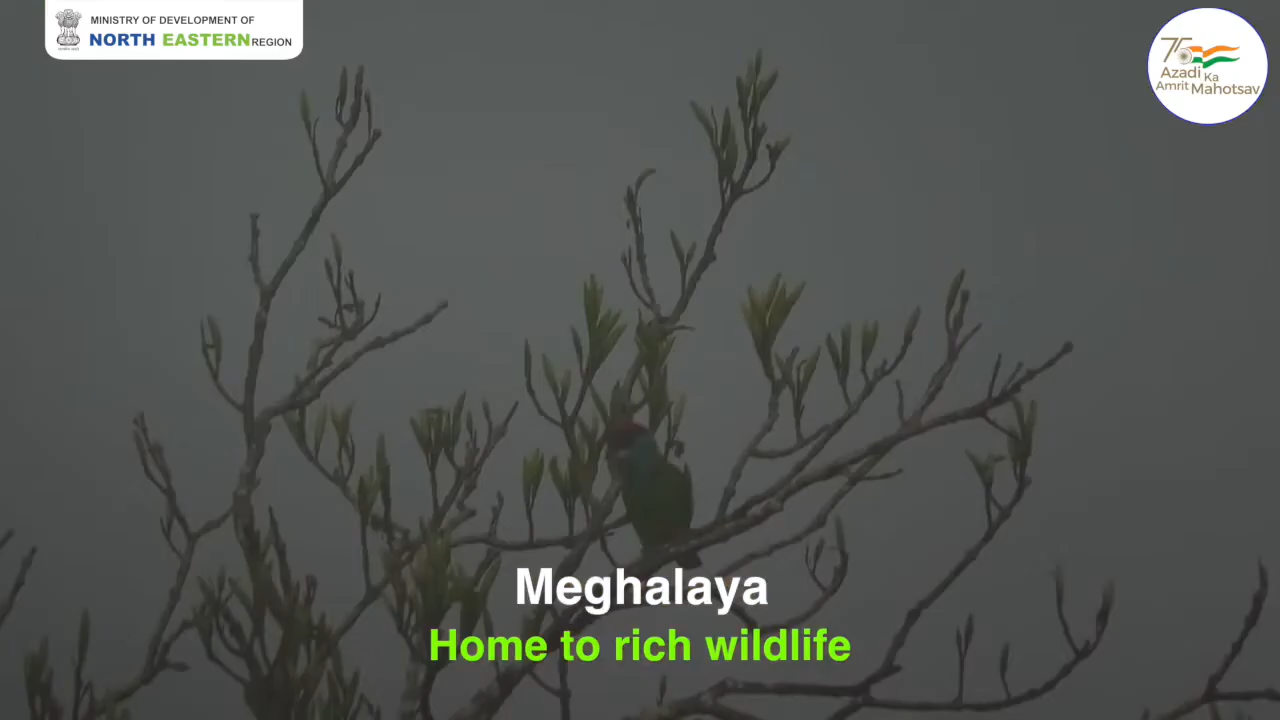 MINISTRY OF DEVELOPMENT OF
NORTH EASTERN REGION
75
Azadi
Ka
Amrit Mahotsav
Meghalaya
Home to rich wildlife